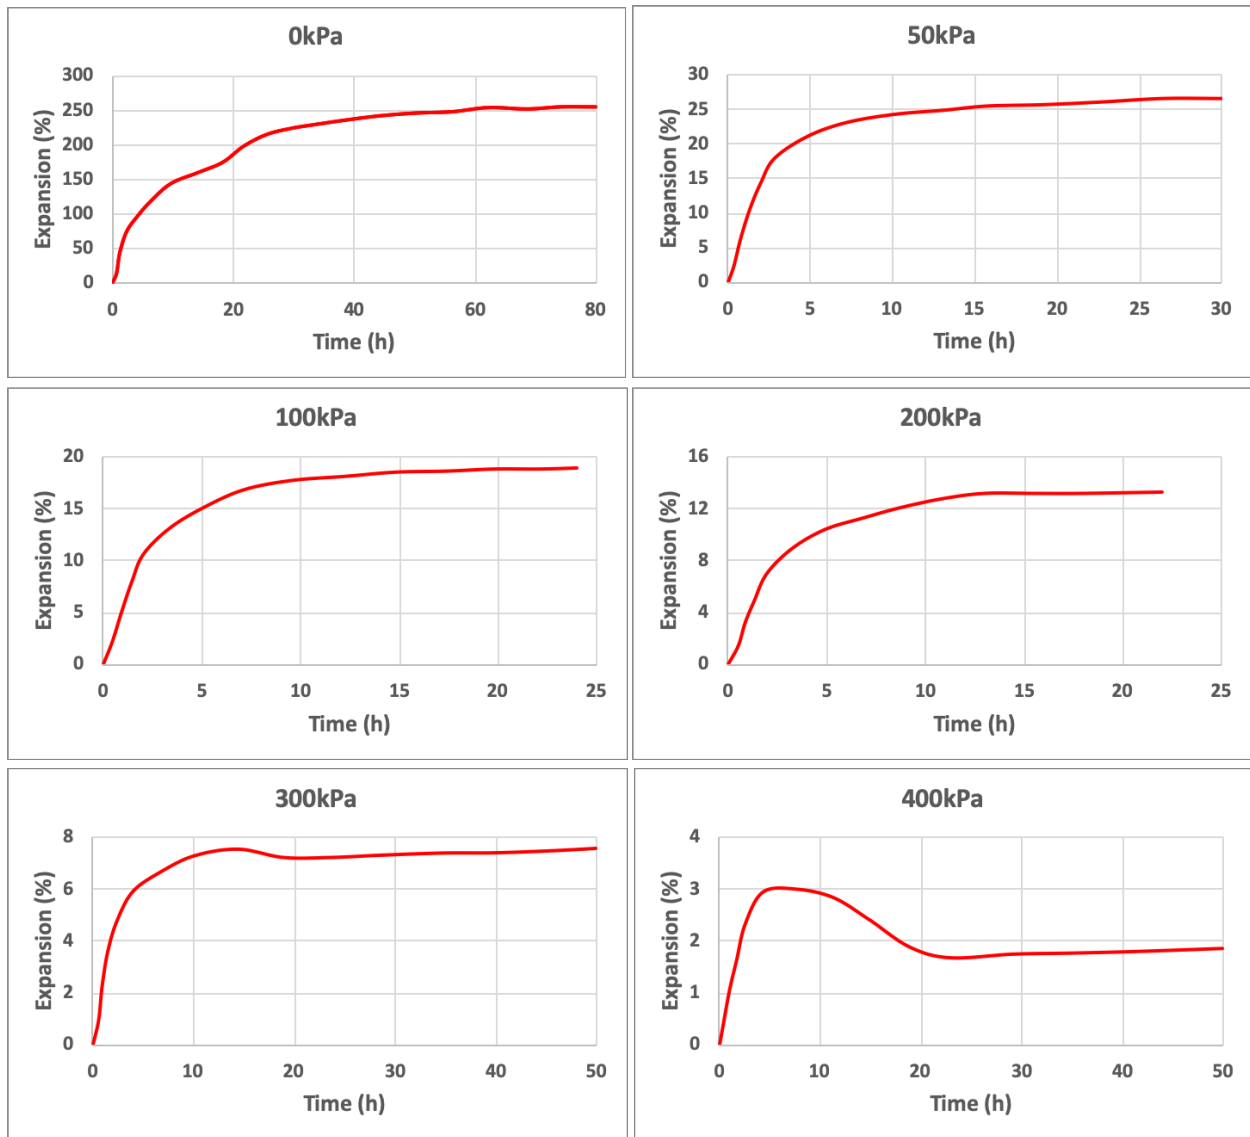 0kPa
Expansion (%)
300
250
200
150
100
50
0
0 20 40 60 80
Time (h)
50kPa
Expansion (%)
30
25
20
15
10
5
0
0 5 10 15 20 25 30
Time (h)
100kPa
Expansion (%)
20
15
10
5
0
0 5 10 15 20 25
Time (h)
200kPa
Expansion (%)
16
12
8
4
0
0 5 10 15 20 25
Time (h)
300kPa
Expansion (%)
8
6
4
2
0
0 10 20 30 40 50
Time (h)
400kPa
Expansion (%)
4
3
2
1
0
0 10 20 30 40 50
Time (h)